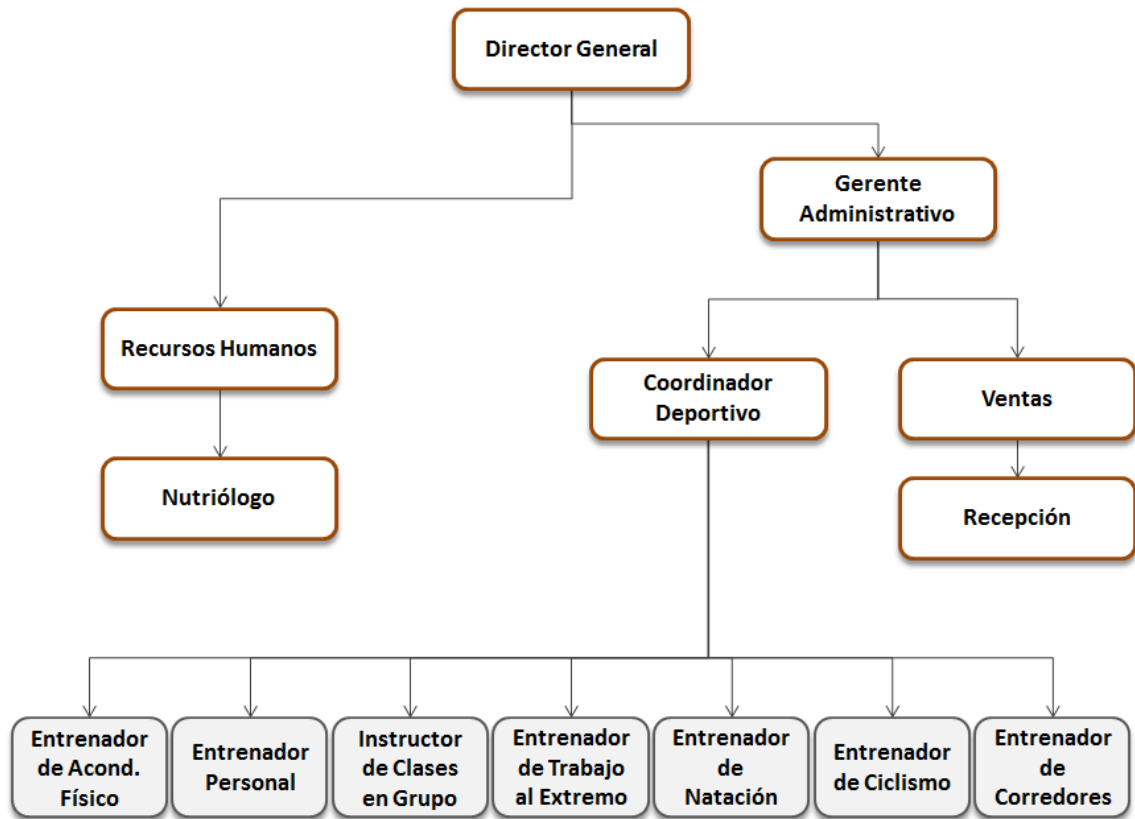 Director General
Gerente
Administrativo
Recursos Humanos
Coordinador
Deportivo
Ventas
Nutriólogo
Recepción
Entrenador
de Acond.
Físico
Entrenador
Personal
Instructor
de Clases
en Grupo
Entrenador
de Trabajo
al Extremo
Entrenador
de
Natación
Entrenador
de Ciclismo
Entrenador
de
Corredores